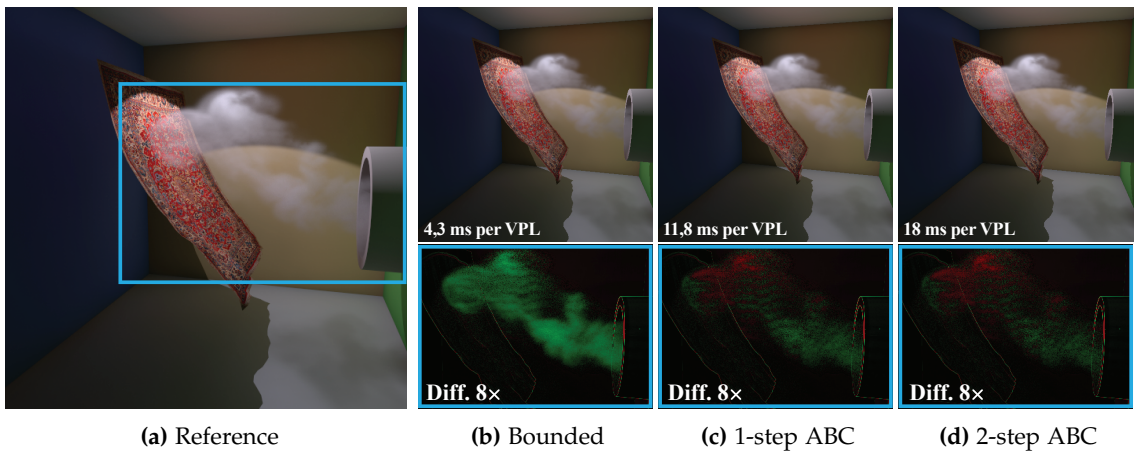 4,3 ms per VPL
11,8 ms per VPL
18 ms per VPL
Diff. 8×
Diff. 8×
Diff. 8×
(a) Reference
(b) Bounded
(c) 1-step ABC
(d) 2-step ABC